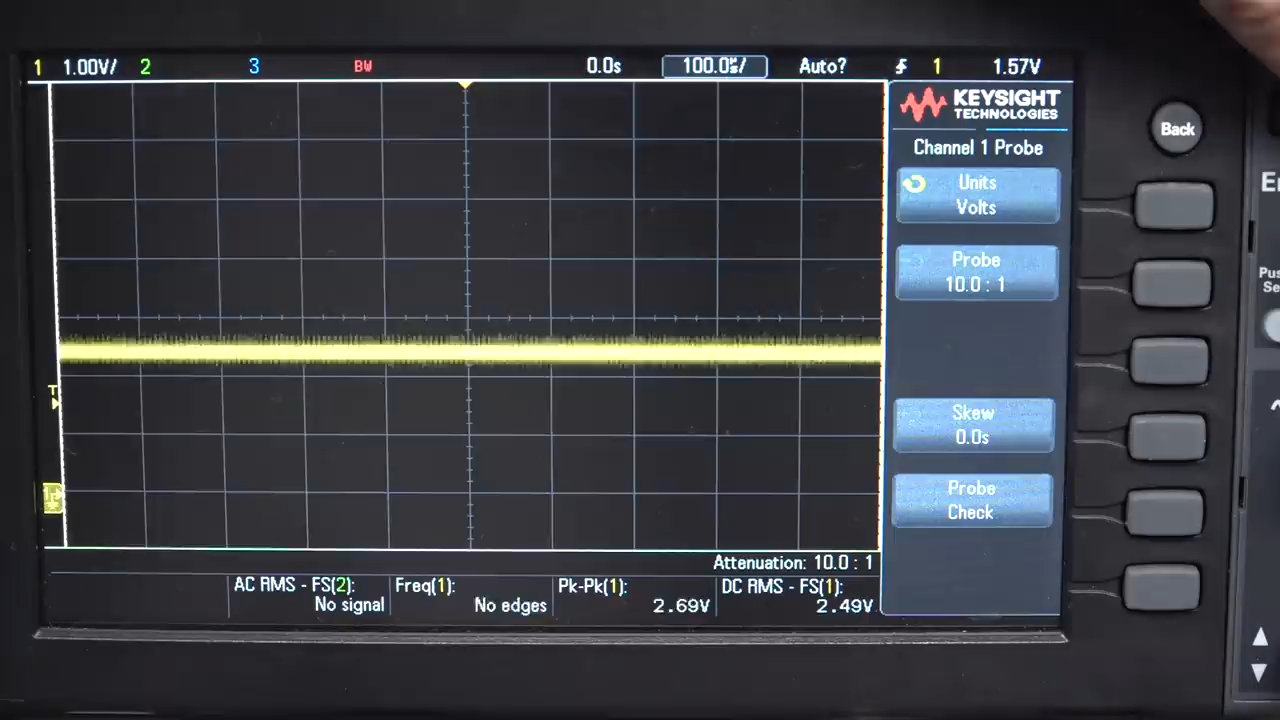 1 1.00V/ 2 3 BW 0.0s 100.0㎲/ Auto? 1 1.57V
KEYSIGHT
TECHNOLOGIES
Channel 1 Probe
Units
Volts
Probe
10.0 : 1
Skew
0.0s
Probe
Check
T
Attenuation: 10.0 : 1
AC RMS - FS(2): Freq(1): Pk-Pk(1): DC RMS - FS(1):
No signal No edges 2.69V 2.49V
Back